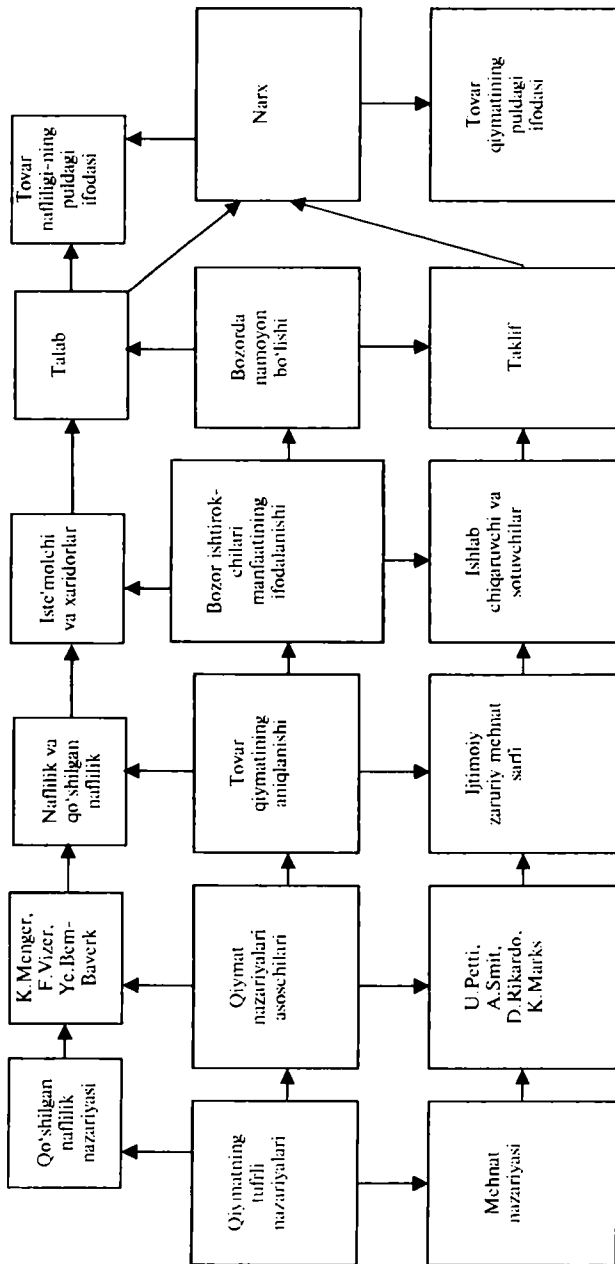 Qo‘shilgan
naflilik
nazariyasi
K.Menger,
F.Vizer,
Ye.Bem-
Baverk
Naflilik va
qo‘shilgan
naflilik
Iste’molchi
va xaridorlar
Talab
Tovar
nafliligi-ning
puldagi
ifodasi
Qiymatning
tufrli
nazariyalari
Qiymat
nazariyalari
asoschilari
Tovar
qiymatining
aniqlanishi
Bozor ishtirok-
chilari
manfaatining
ifodalanishi
Bozorda
namoyon
bo‘lishi
Narx
Mehnat
nazariyasi
U.Petti,
A.Smit,
D.Rikardo,
K.Marks
Ijtimoiy
zaruriy mehnat
sarfi
Ishlab
chiqaruvchi va
sotuvchilar
Taklif
Tovar
qiymatining
puldagi
ifodasi